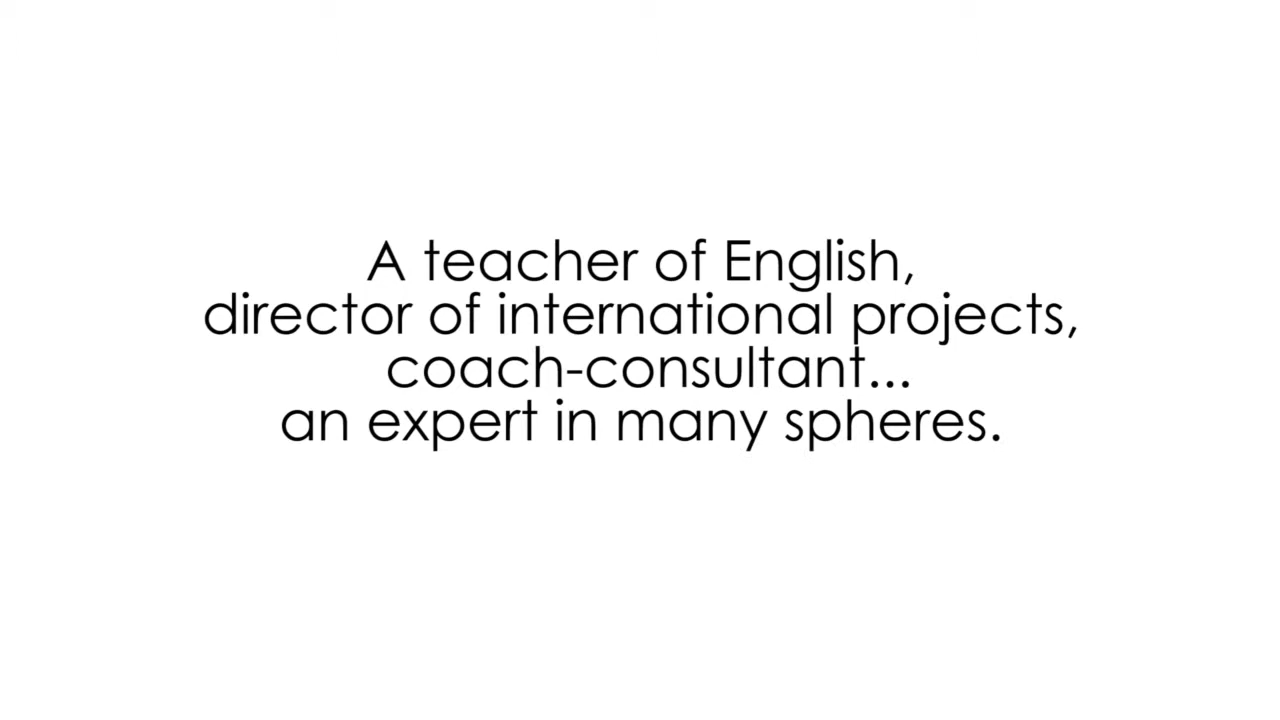 A teacher of English,
director of international projects,
coach-consultant...
an expert in many spheres.